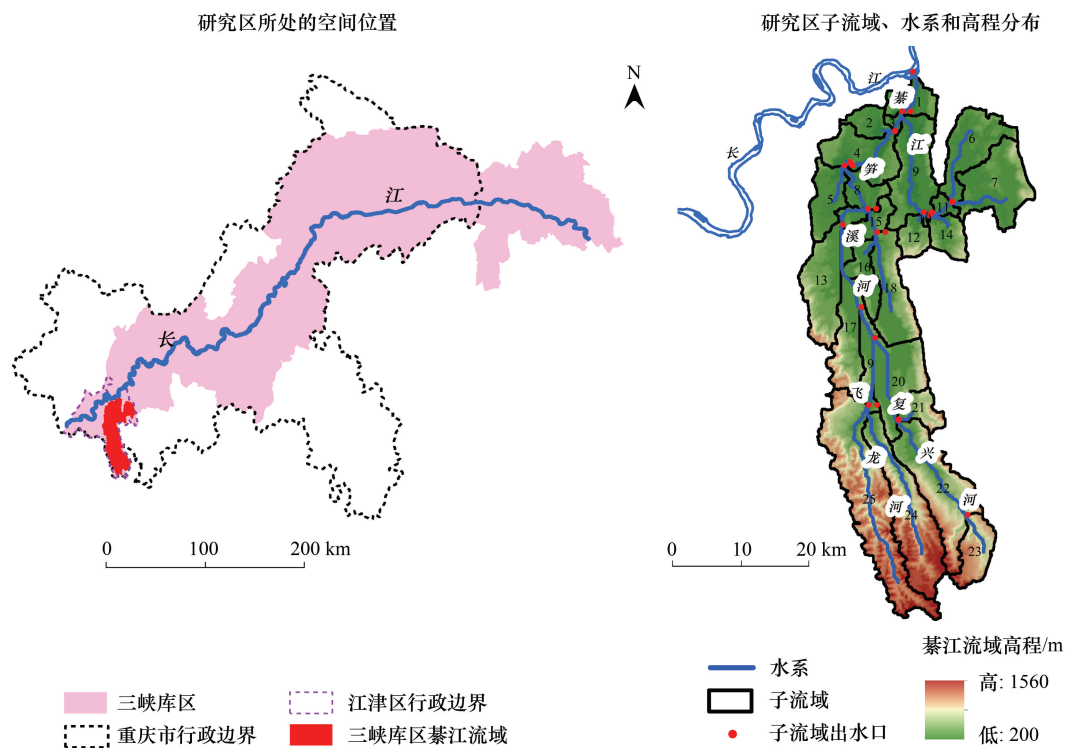 研究区所处的空间位置
研究区子流域、水系和高程分布
N
江
长
0
100
200 km
三峡库区
重庆市行政边界
江津区行政边界
三峡库区綦江流域
长
江
綦
江
笋
溪
河
飞
龙
河
复
兴
河
1
2
4
5
6
7
8
9
11
12
13
14
15
16
17
18
9
20
21
22
23
24
25
0
10
20 km
水系
子流域
子流域出水口
綦江流域高程/m
高: 1560
低: 200